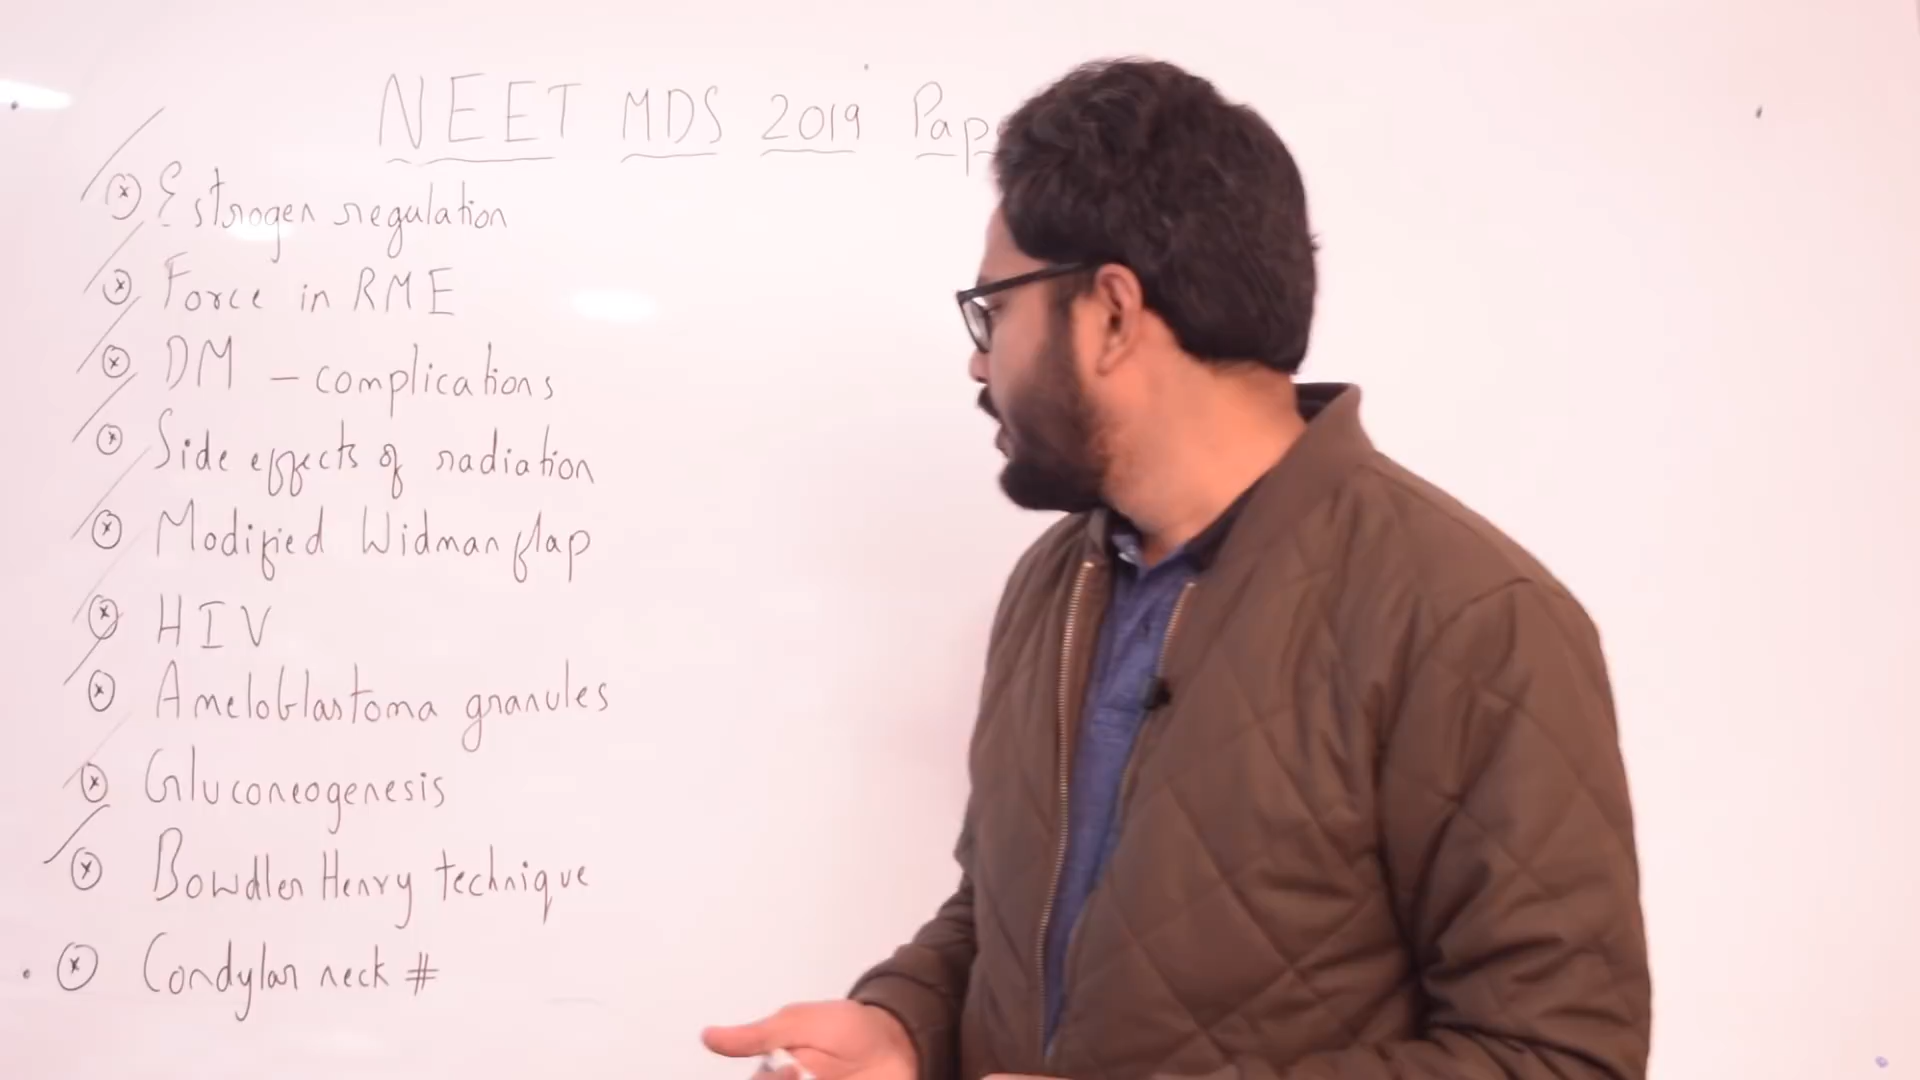 NEET MDS 2019 Pap
Estrogen regulation
Force in RME
DM - complications
Side effects of radiation
Modified Widman flap
HIV
Ameloblastoma granules
Gluconeogenesis
Bowdler Henry technique
Condylar neck #